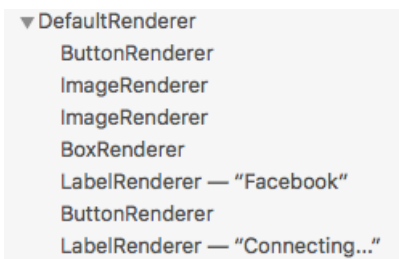 DefaultRenderer
ButtonRenderer
ImageRenderer
ImageRenderer
BoxRenderer
LabelRenderer — "Facebook"
ButtonRenderer
LabelRenderer — "Connecting..."